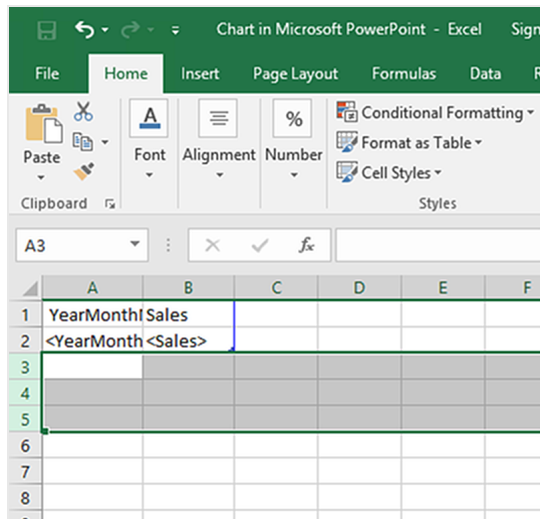 Chart in Microsoft PowerPoint - Excel Sign
File Home Insert Page Layout Formulas Data
Paste Font Alignment Number Conditional Formatting
Format as Table
Cell Styles
Clipboard Styles
A3 fx
A B C D E F
1 YearMonth Sales
2 <YearMonth <Sales>
3
4
5
6
7
8